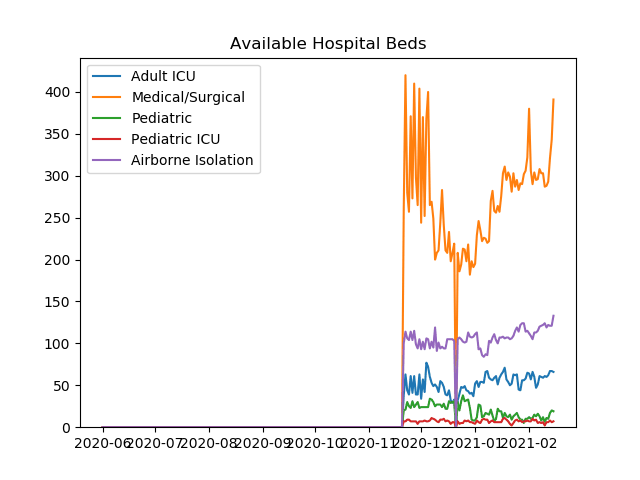 Available Hospital Beds
Adult ICU
Medical/Surgical
Pediatric
Pediatric ICU
Airborne Isolation
400
350
300
250
200
150
100
50
0
2020-06 2020-07 2020-08 2020-09 2020-10 2020-11 2020-12 2021-01 2021-02